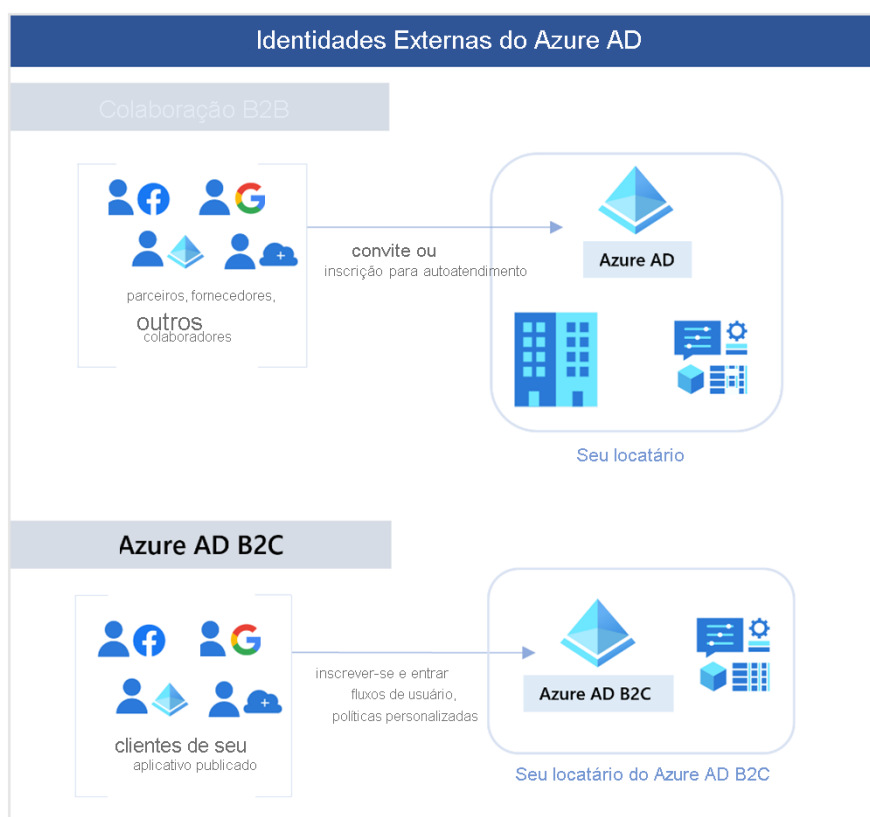 Identidades Externas do Azure AD
Colaboração B2B
convite ou
inscrição para autoatendimento
Azure AD
parceiros, fornecedores,
outros
colaboradores
Seu locatário
Azure AD B2C
inscrever-se e entrar
fluxos de usuário,
políticas personalizadas
Azure AD B2C
clientes de seu
aplicativo publicado
Seu locatário do Azure AD B2C